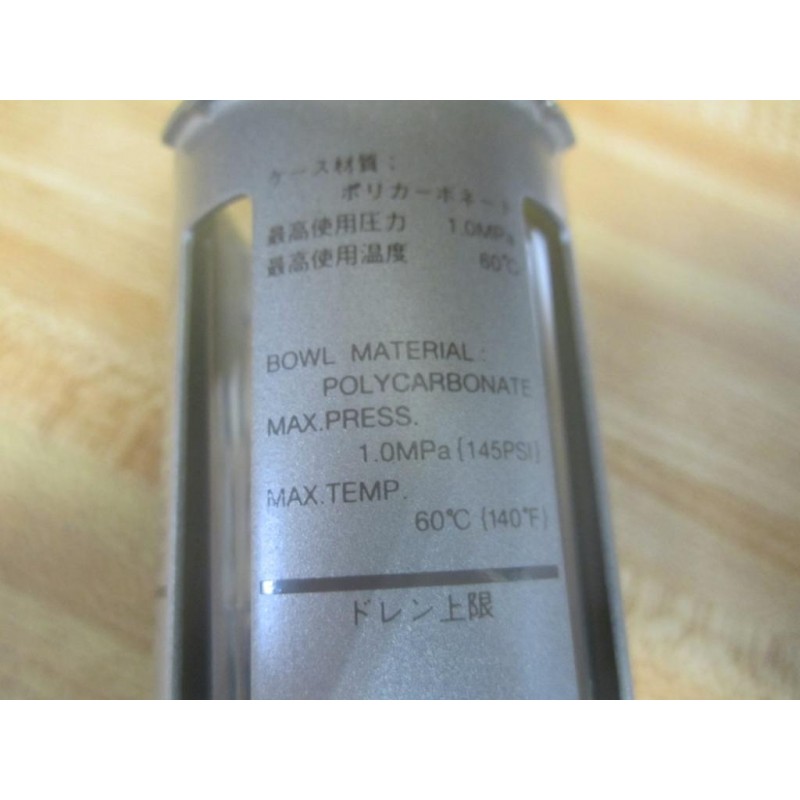 ケース材質:
ポリカーボネート
最高使用圧力 1.0MPa
最高使用温度 60℃
BOWL MATERIAL:
POLYCARBONATE
MAX.PRESS.
1.0MPa {145PSI}
MAX.TEMP.
60℃ {140℉}
ドレン上限